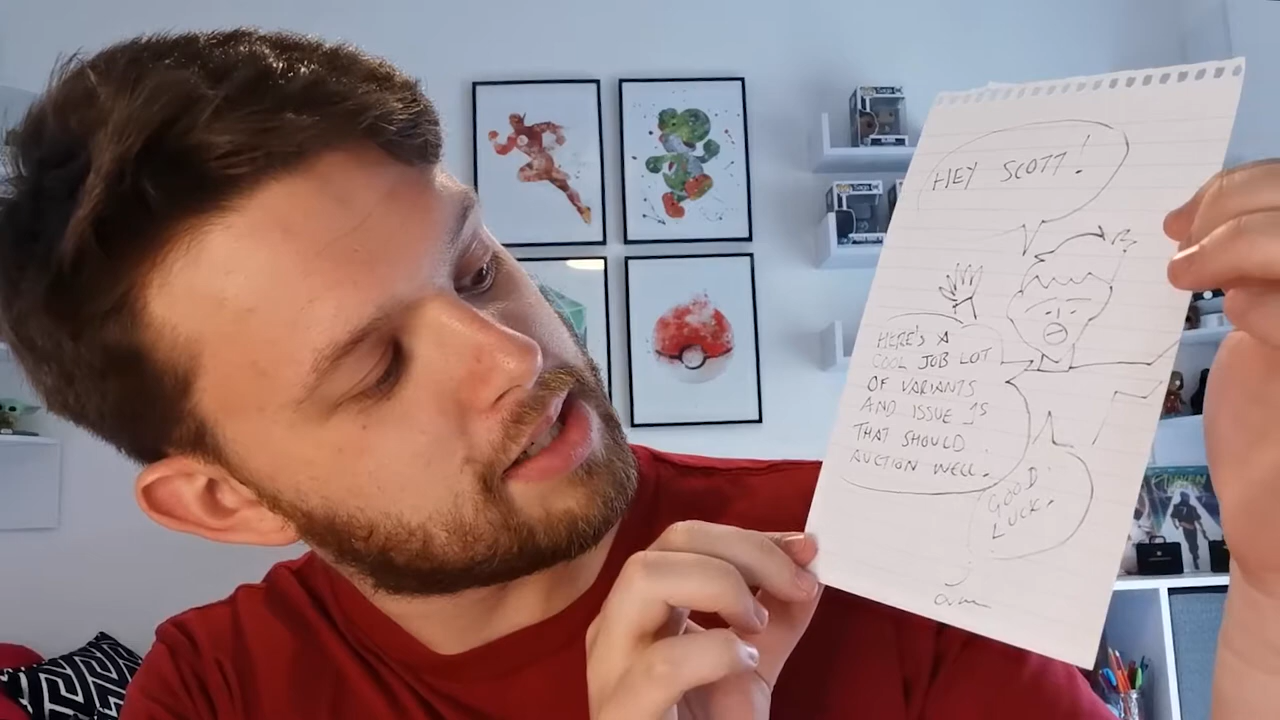 HEY SCOTT!
HERE'S A
COOL JOB LOT
OF VARIANTS
AND ISSUE 1S
THAT SHOULD
AUCTION WELL.
GOOD
LUCK.